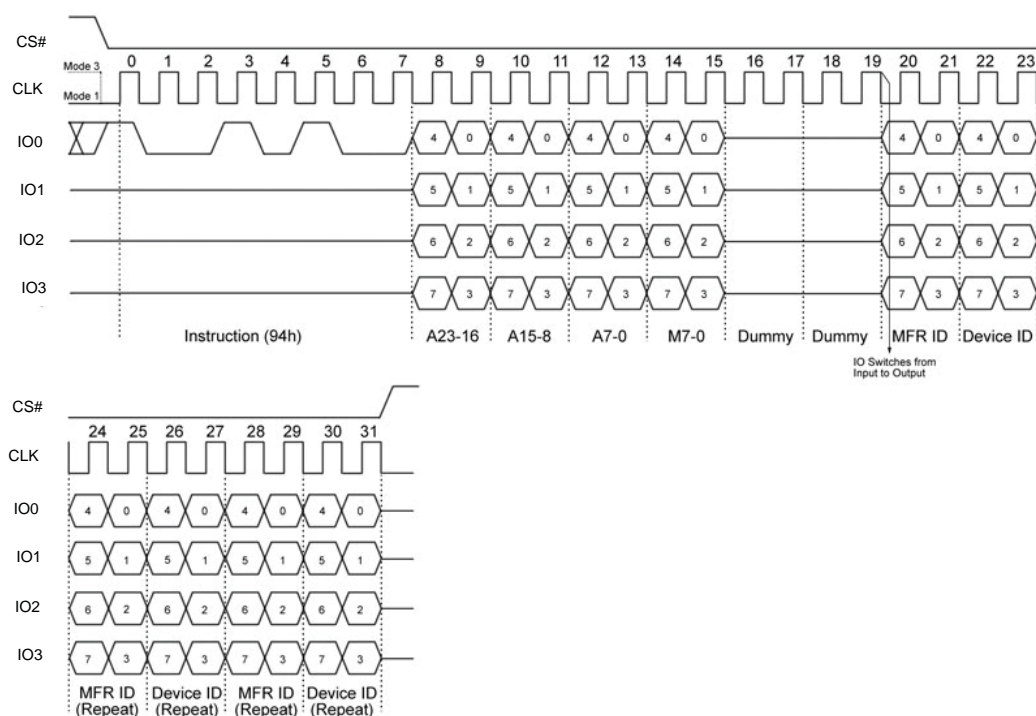 CS#
0 1 2 3 4 5 6 7 8 9 10 11 12 13 14 15 16 17 18 19 20 21 22 23
Mode 3
CLK
Mode 1
IO0 4 0 4 0 4 0 4 0 4 0 4 0
IO1 5 1 5 1 5 1 5 1 5 1 5 1
IO2 6 2 6 2 6 2 6 2 6 2 6 2
IO3 7 3 7 3 7 3 7 3 7 3 7 3
Instruction (94h) A23-16 A15-8 A7-0 M7-0 Dummy Dummy MFR ID Device ID
IO Switches from
Input to Output
CS#
24 25 26 27 28 29 30 31
CLK
IO0 4 0 4 0 4 0 4 0
IO1 5 1 5 1 5 1 5 1
IO2 6 2 6 2 6 2 6 2
IO3 7 3 7 3 7 3 7 3
MFR ID Device ID MFR ID Device ID
(Repeat) (Repeat) (Repeat) (Repeat)